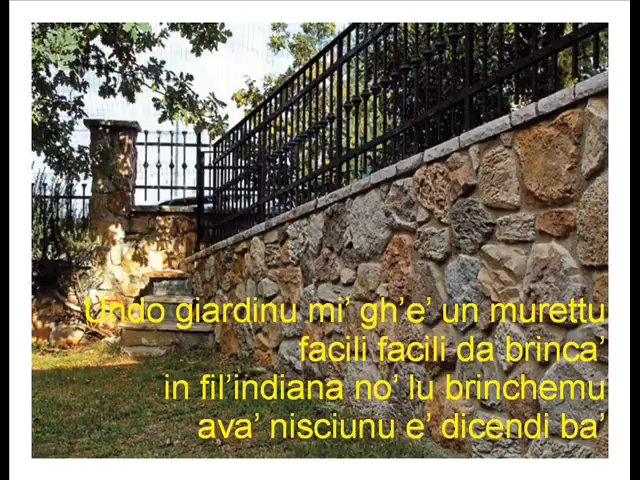 Undo giardinu mi' gh'e' un murettu
facili facili da brinca'
in fil'indiana no' lu brinchemu
ava' nisciunu e' dicendi ba'